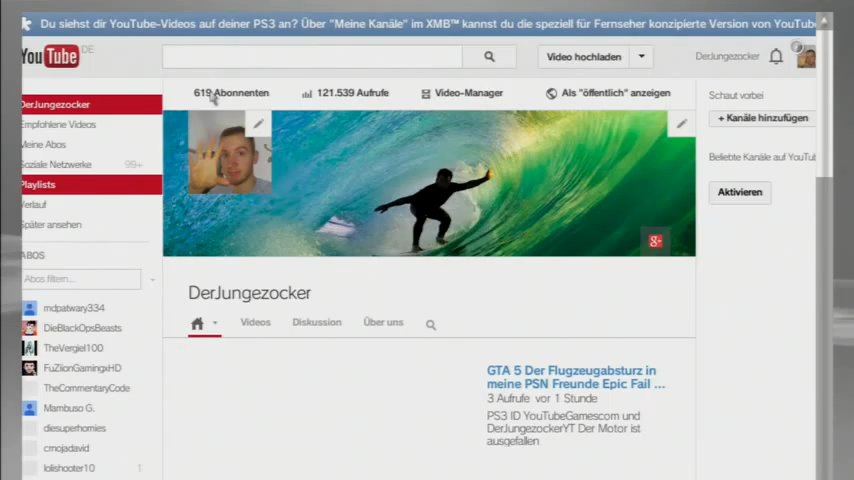 Du siehst dir YouTube-Videos auf deiner PS3 an? Über "Meine Kanäle" im XMB™ kannst du die speziell für Fernseher konzipierte Version von YouTube
You Tube DE
Video hochladen
DerJungezocker
619 Abonnenten
121.539 Aufrufe
Video-Manager
Als "öffentlich" anzeigen
Schaut vorbei
+ Kanäle hinzufügen
Beliebte Kanäle auf YouTub
Aktivieren
DerJungezocker
Empfohlene Videos
Meine Abos
Soziale Netzwerke 99+
Playlists
Verlauf
Später ansehen
ABOS
Abos filtern...
mdpatwary334
DieBlackOpsBeasts
TheVergiel100
FuZiionGamingxHD
TheCommentaryCode
Mambuso G.
diesuperhomies
cmojadavid
lolishooter10 1
8+
DerJungezocker
Videos
Diskussion
Über uns
GTA 5 Der Flugzeugabsturz in
meine PSN Freunde Epic Fail ...
3 Aufrufe vor 1 Stunde
PS3 ID YouTubeGamescom und
DerJungezockerYT Der Motor ist
ausgefallen